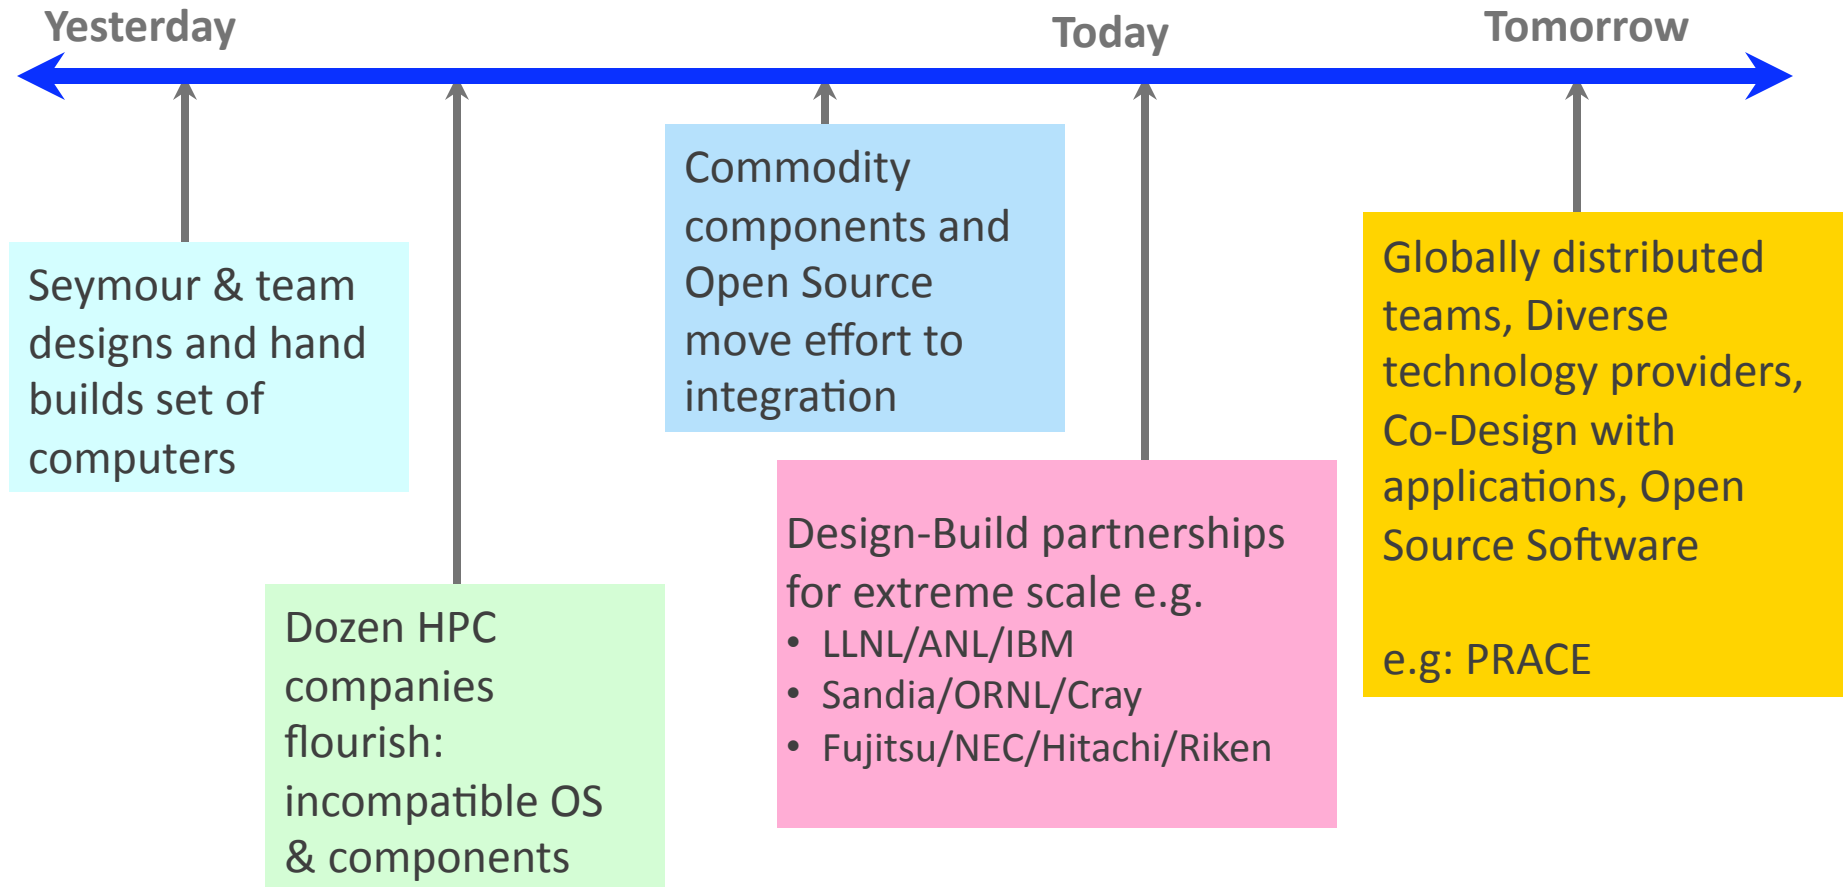 Yesterday
Today
Tomorrow
Seymour & team
designs and hand
builds set of
computers
Dozen HPC
companies
flourish:
incompatible OS
& components
Commodity
components and
Open Source
move effort to
integration
Design-Build partnerships
for extreme scale e.g.
• LLNL/ANL/IBM
• Sandia/ORNL/Cray
• Fujitsu/NEC/Hitachi/Riken
Globally distributed
teams, Diverse
technology providers,
Co-Design with
applications, Open
Source Software
e.g: PRACE